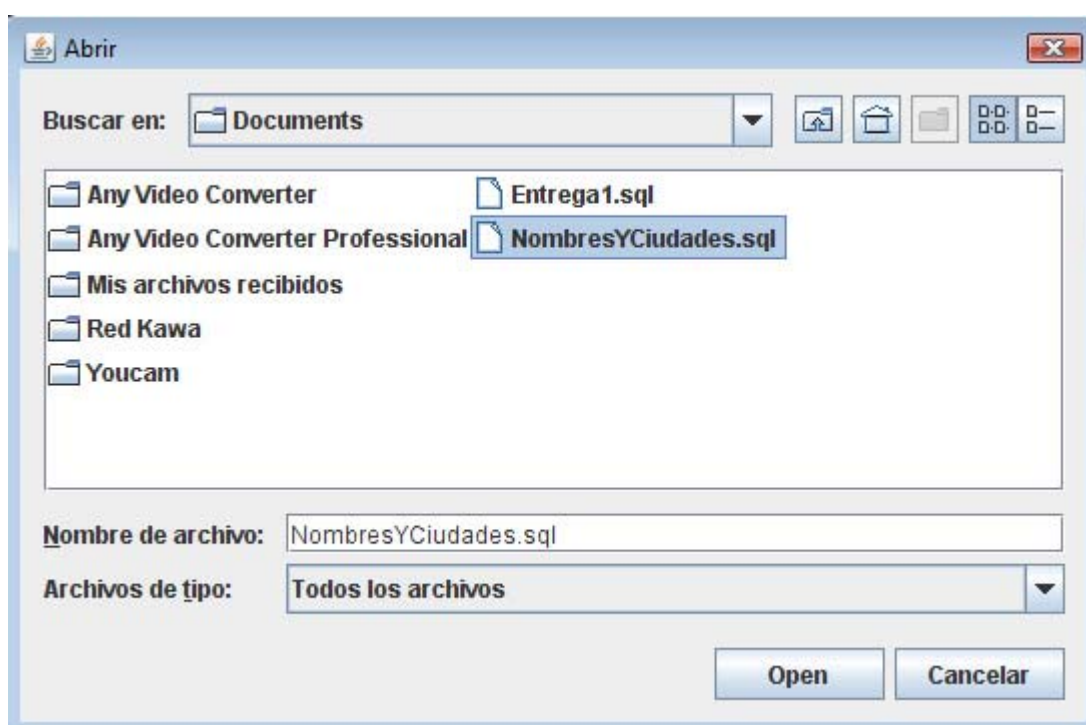 Abrir
Buscar en: Documents
Any Video Converter Entrega1.sql
Any Video Converter Professional NombresYCiudades.sql
Mis archivos recibidos
Red Kawa
Youcam
Nombre de archivo: NombresYCiudades.sql
Archivos de tipo: Todos los archivos
Open Cancelar